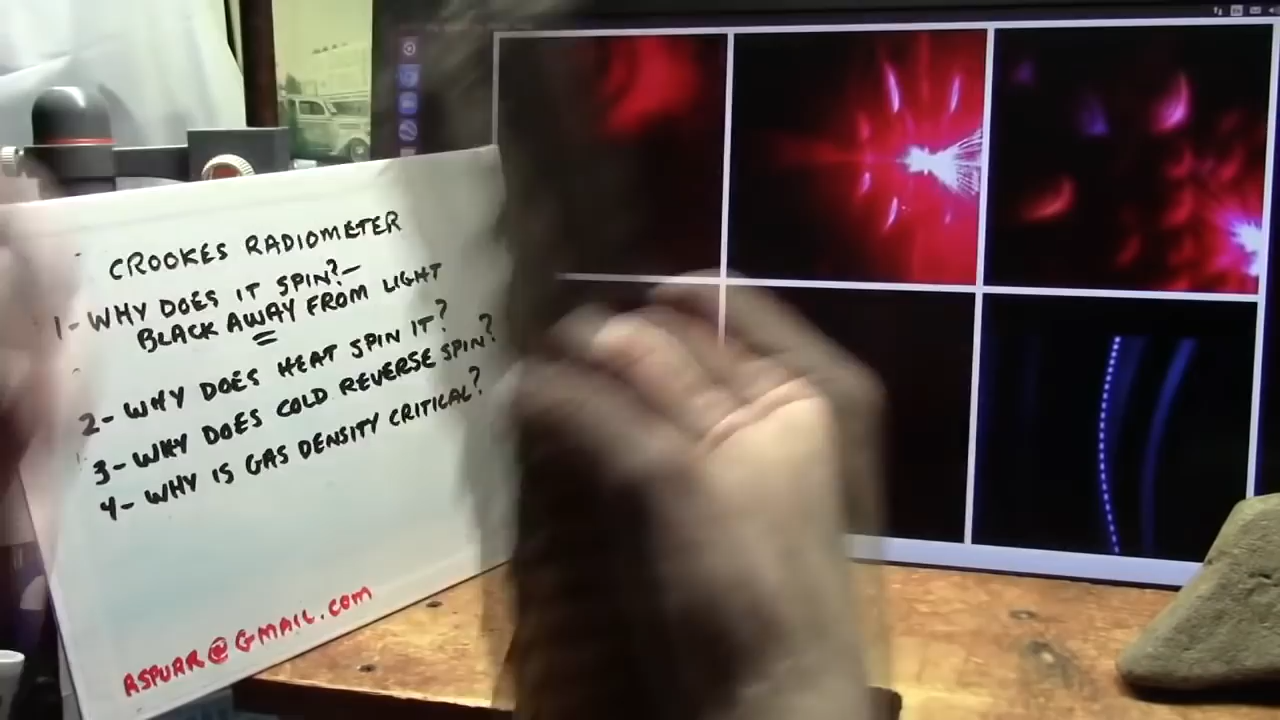 CROOKES RADIOMETER
1- WHY DOES IT SPIN?-
BLACK AWAY FROM LIGHT
2- WHY DOES HEAT SPIN IT?
3- WHY DOES COLD REVERSE SPIN?
4- WHY IS GAS DENSITY CRITICAL?
ASPUAR@GMAIL.COM